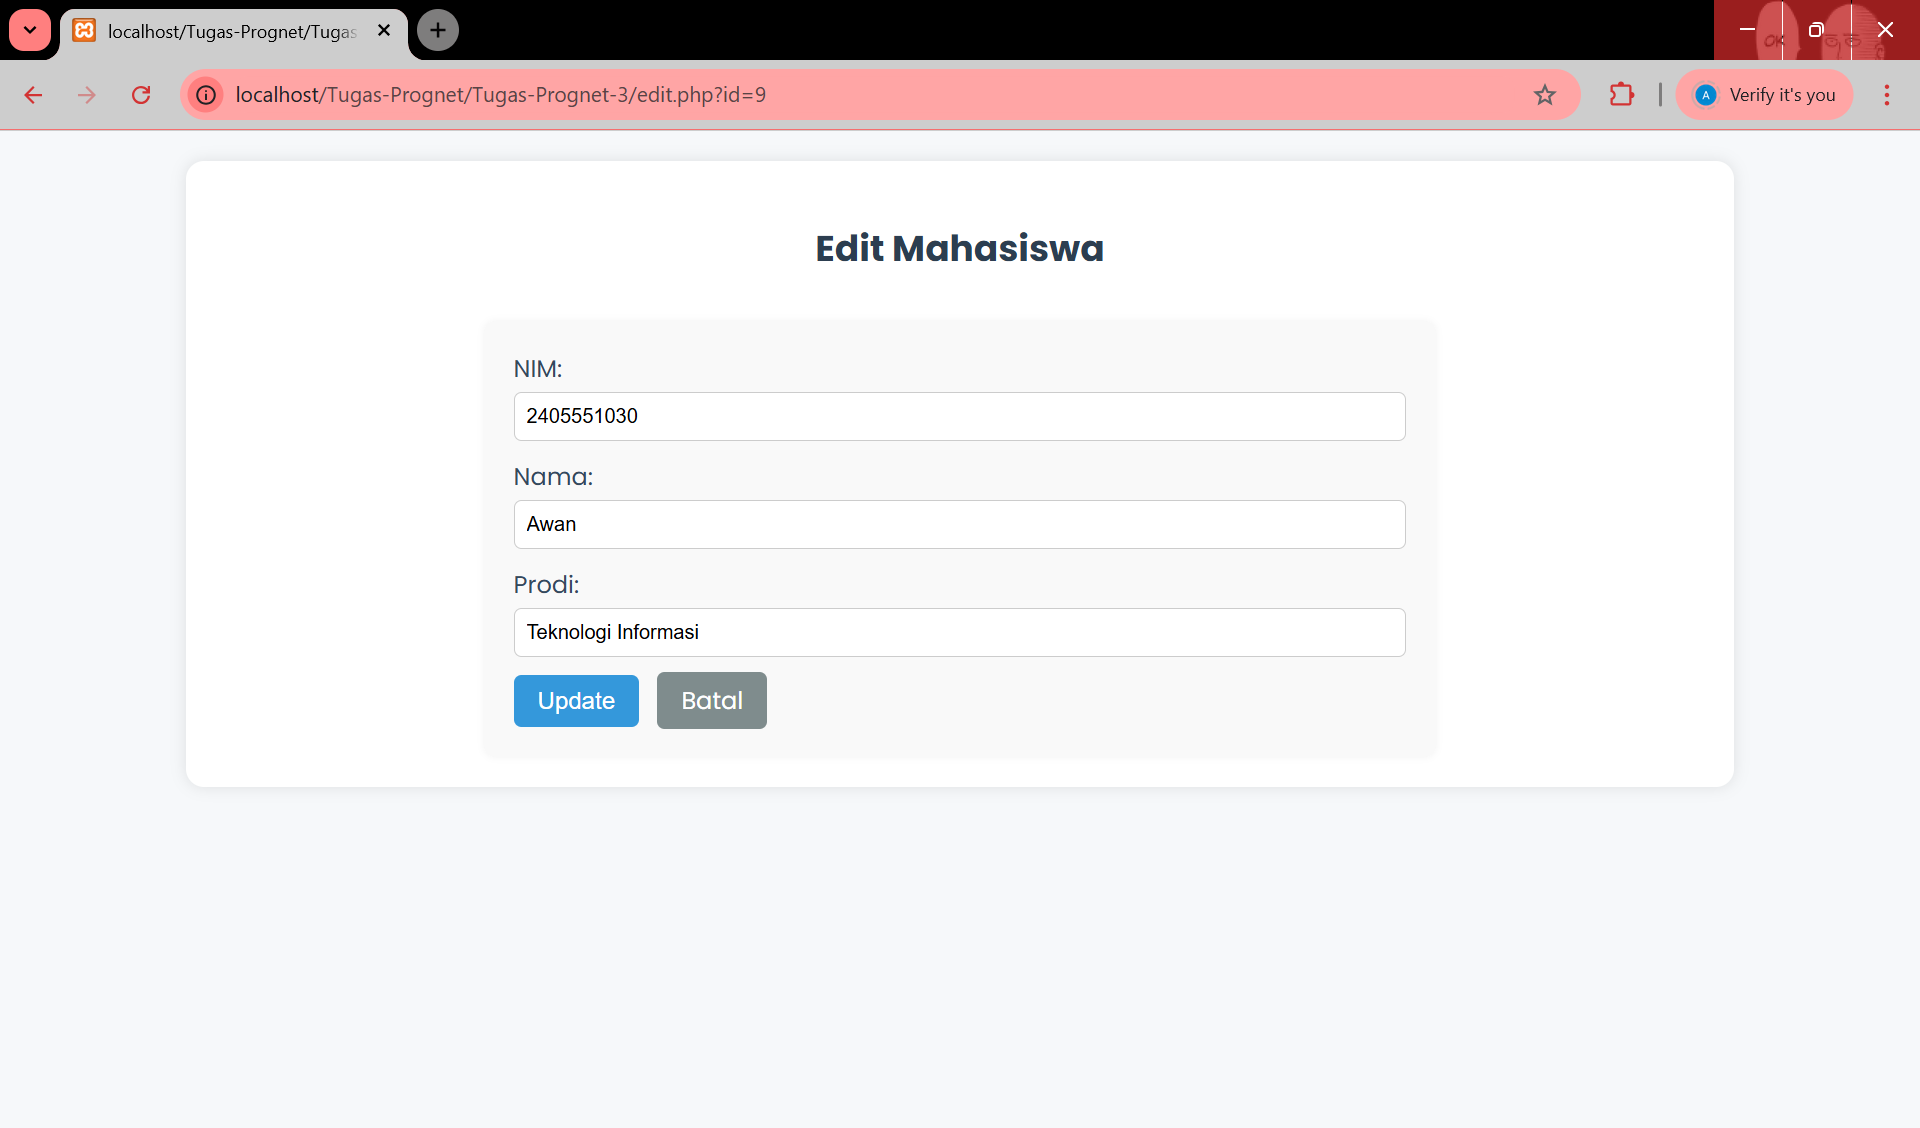 localhost/Tugas-Prognet/Tugas
OK
localhost/Tugas-Prognet/Tugas-Prognet-3/edit.php?id=9
A
Verify it's you
Edit Mahasiswa
NIM:
2405551030
Nama:
Awan
Prodi:
Teknologi Informasi
Update
Batal